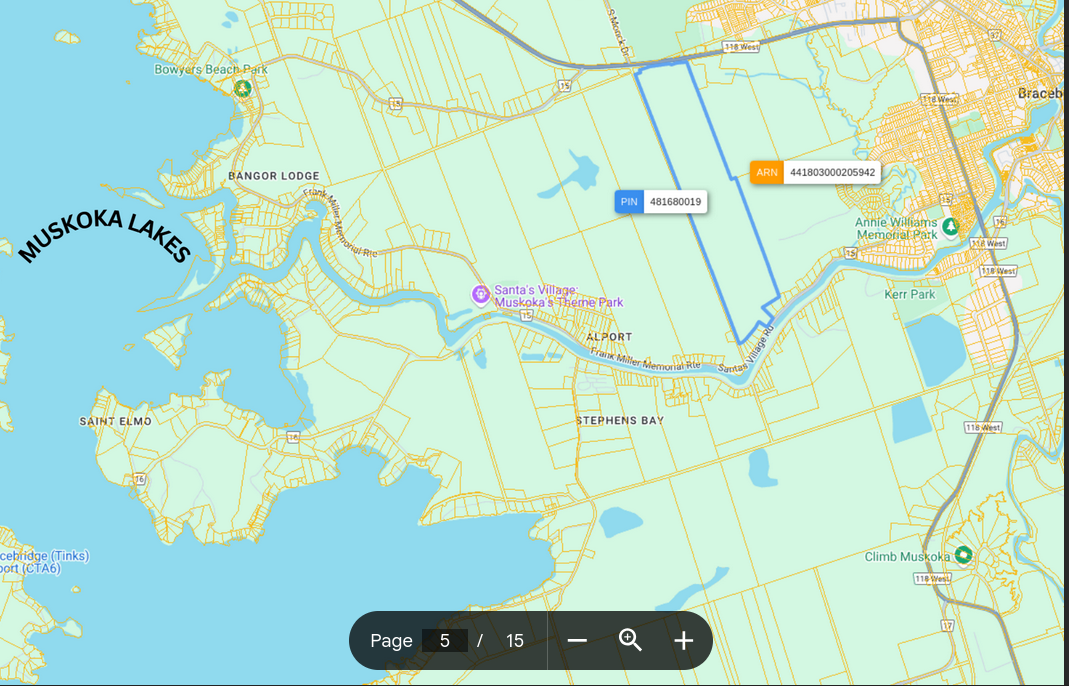 S Monck Dr
118 West
37
Bowyers Beach Park
15
15
118 West
Braceb
ARN 441803000205942
BANGOR LODGE
PIN 481680019
15
Frank Miller Memorial Rte
MUSKOKA LAKES
Annie Williams
Memorial Park
16
118 West
15
118 West
Santa's Village:
Muskoka's Theme Park
Kerr Park
15
ALPORT
Santas Village Rd
Frank Miller Memorial Rte
SAINT ELMO
STEPHENS BAY
118 West
16
16
cebridge (Tinks)
port (CTA6)
Climb Muskoka
118 West
17
Page 5 / 15